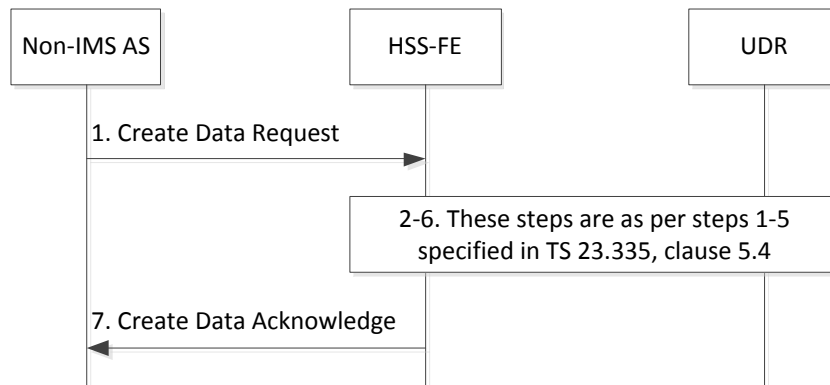 Non-IMS AS
HSS-FE
UDR
1. Create Data Request
2-6. These steps are as per steps 1-5
specified in TS 23.335, clause 5.4
7. Create Data Acknowledge